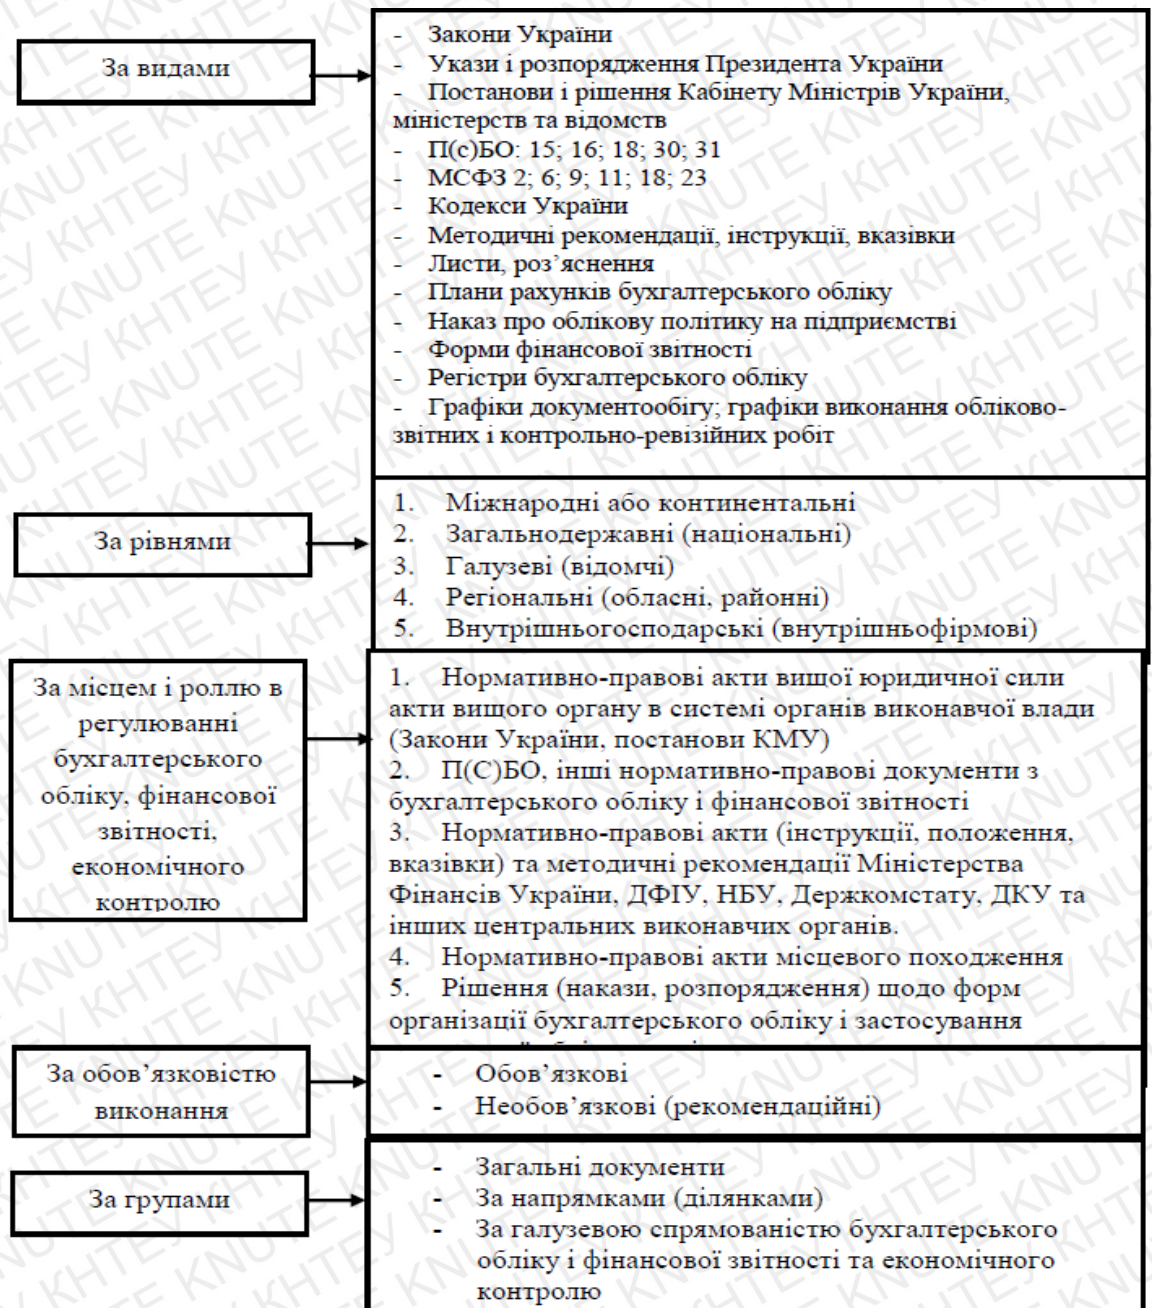 За видами
- Закони України
- Укази і розпорядження Президента України
- Постанови і рішення Кабінету Міністрів України,
міністерств та відомств
- П(с)БО: 15; 16; 18; 30; 31
- МСФЗ 2; 6; 9; 11; 18; 23
- Кодекси України
- Методичні рекомендації, інструкції, вказівки
- Листи, роз’яснення
- Плани рахунків бухгалтерського обліку
- Наказ про облікову політику на підприємстві
- Форми фінансової звітності
- Регістри бухгалтерського обліку
- Графіки документообігу; графіки виконання обліково-
звітних і контрольно-ревізійних робіт
За рівнями
1. Міжнародні або континентальні
2. Загальнодержавні (національні)
3. Галузеві (відомчі)
4. Регіональні (обласні, районні)
5. Внутрішньогосподарські (внутрішньофірмові)
За місцем і роллю в
регулюванні
бухгалтерського
обліку, фінансової
звітності,
економічного
контролю
1. Нормативно-правові акти вищої юридичної сили
акти вищого органу в системі органів виконавчої влади
(Закони України, постанови КМУ)
2. П(С)БО, інші нормативно-правові документи з
бухгалтерського обліку і фінансової звітності
3. Нормативно-правові акти (інструкції, положення,
вказівки) та методичні рекомендації Міністерства
Фінансів України, ДФІУ, НБУ, Держкомстату, ДКУ та
інших центральних виконавчих органів.
4. Нормативно-правові акти місцевого походження
5. Рішення (накази, розпорядження) щодо форм
організації бухгалтерського обліку і застосування
За обов’язковістю
виконання
- Обов’язкові
- Необов’язкові (рекомендаційні)
За групами
- Загальні документи
- За напрямками (ділянками)
- За галузевою спрямованістю бухгалтерського
обліку і фінансової звітності та економічного
контролю